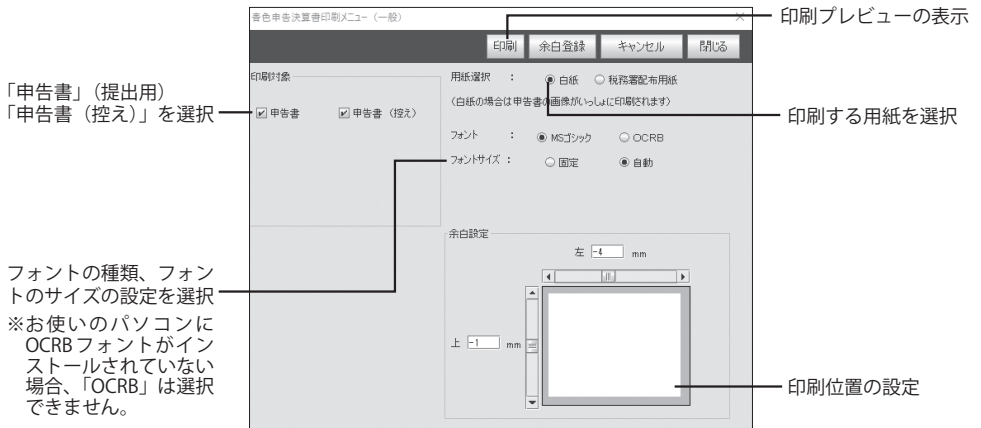 青色申告決算書印刷メニュー（一般）
印刷プレビューの表示
印刷 余白登録 キャンセル 閉じる
印刷対象
「申告書」（提出用）
「申告書（控え）」を選択
申告書 申告書（控え）
用紙選択 ： 白紙 税務署配布用紙
（白紙の場合は申告書の画像がいっしょに印刷されます）
印刷する用紙を選択
フォント ： MSゴシック OCRB
フォントサイズ ： 固定 自動
フォントの種類、フォン
トのサイズの設定を選択
※お使いのパソコンに
OCRBフォントがイン
ストールされていない
場合、「OCRB」は選択
できません。
余白設定
左 -4 mm
上 -1 mm
印刷位置の設定